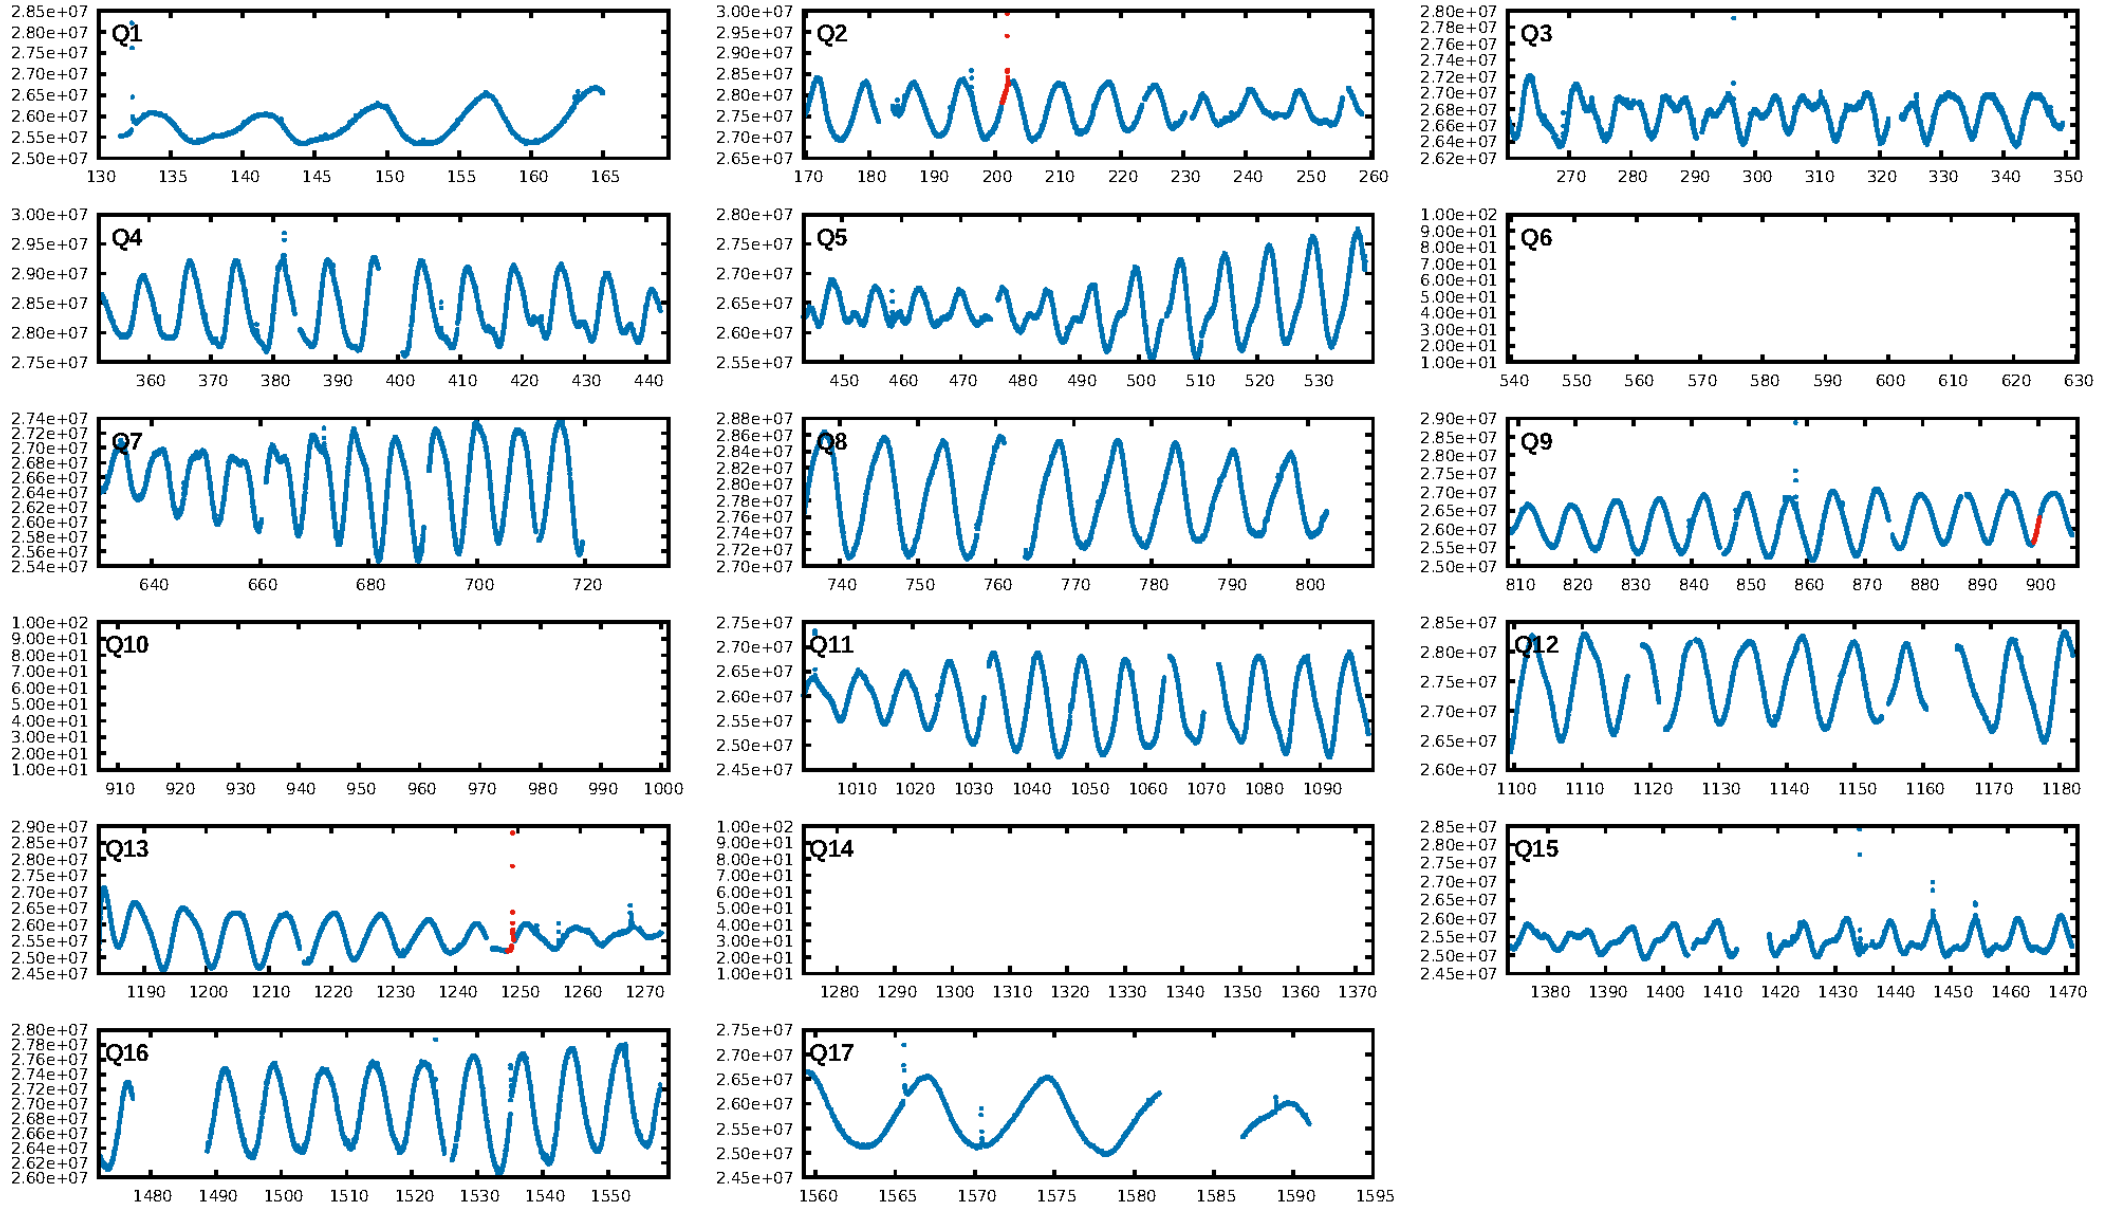 Q1
2.85e+07
2.80e+07
2.75e+07
2.70e+07
2.65e+07
2.60e+07
2.55e+07
2.50e+07
130 135 140 145 150 155 160 165
Q2
3.00e+07
2.95e+07
2.90e+07
2.85e+07
2.80e+07
2.75e+07
2.70e+07
2.65e+07
170 180 190 200 210 220 230 240 250 260
Q3
2.80e+07
2.78e+07
2.76e+07
2.74e+07
2.72e+07
2.70e+07
2.68e+07
2.66e+07
2.64e+07
2.62e+07
270 280 290 300 310 320 330 340 350
Q4
3.00e+07
2.95e+07
2.90e+07
2.85e+07
2.80e+07
2.75e+07
360 370 380 390 400 410 420 430 440
Q5
2.80e+07
2.75e+07
2.70e+07
2.65e+07
2.60e+07
2.55e+07
450 460 470 480 490 500 510 520 530
Q6
1.00e+02
9.00e+01
8.00e+01
7.00e+01
6.00e+01
5.00e+01
4.00e+01
3.00e+01
2.00e+01
1.00e+01
540 550 560 570 580 590 600 610 620 630
Q7
2.74e+07
2.72e+07
2.70e+07
2.68e+07
2.66e+07
2.64e+07
2.62e+07
2.60e+07
2.58e+07
2.56e+07
2.54e+07
640 660 680 700 720
Q8
2.88e+07
2.86e+07
2.84e+07
2.82e+07
2.80e+07
2.78e+07
2.76e+07
2.74e+07
2.72e+07
2.70e+07
740 750 760 770 780 790 800
Q9
2.90e+07
2.85e+07
2.80e+07
2.75e+07
2.70e+07
2.65e+07
2.60e+07
2.55e+07
2.50e+07
810 820 830 840 850 860 870 880 890 900
Q10
1.00e+02
9.00e+01
8.00e+01
7.00e+01
6.00e+01
5.00e+01
4.00e+01
3.00e+01
2.00e+01
1.00e+01
910 920 930 940 950 960 970 980 990 1000
Q11
2.75e+07
2.70e+07
2.65e+07
2.60e+07
2.55e+07
2.50e+07
2.45e+07
1010 1020 1030 1040 1050 1060 1070 1080 1090
Q12
2.85e+07
2.80e+07
2.75e+07
2.70e+07
2.65e+07
2.60e+07
1100 1110 1120 1130 1140 1150 1160 1170 1180
Q13
2.90e+07
2.85e+07
2.80e+07
2.75e+07
2.70e+07
2.65e+07
2.60e+07
2.55e+07
2.50e+07
2.45e+07
1190 1200 1210 1220 1230 1240 1250 1260 1270
Q14
1.00e+02
9.00e+01
8.00e+01
7.00e+01
6.00e+01
5.00e+01
4.00e+01
3.00e+01
2.00e+01
1.00e+01
1280 1290 1300 1310 1320 1330 1340 1350 1360 1370
Q15
2.85e+07
2.80e+07
2.75e+07
2.70e+07
2.65e+07
2.60e+07
2.55e+07
2.50e+07
2.45e+07
1380 1390 1400 1410 1420 1430 1440 1450 1460 1470
Q16
2.80e+07
2.78e+07
2.76e+07
2.74e+07
2.72e+07
2.70e+07
2.68e+07
2.66e+07
2.64e+07
2.62e+07
2.60e+07
1480 1490 1500 1510 1520 1530 1540 1550
Q17
2.75e+07
2.70e+07
2.65e+07
2.60e+07
2.55e+07
2.50e+07
2.45e+07
1560 1565 1570 1575 1580 1585 1590 1595